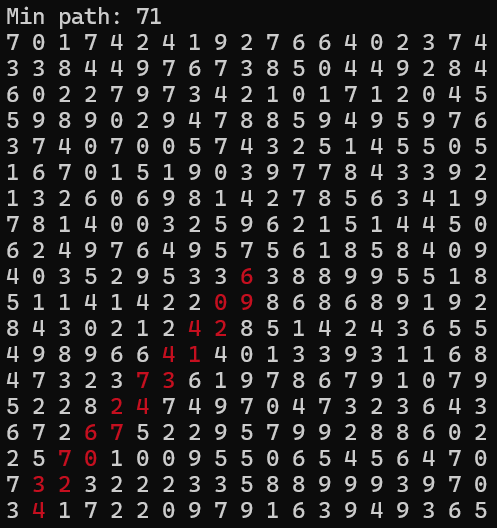 Min path: 71
7 0 1 7 4 2 4 1 9 2 7 6 6 4 0 2 3 7 4
3 3 8 4 4 9 7 6 7 3 8 5 0 4 4 9 2 8 4
6 0 2 2 7 9 7 3 4 2 1 0 1 7 1 2 0 4 5
5 9 8 9 0 2 9 4 7 8 8 5 9 4 9 5 9 7 6
3 7 4 0 7 0 0 5 7 4 3 2 5 1 4 5 5 0 5
1 6 7 0 1 5 1 9 0 3 9 7 7 8 4 3 3 9 2
1 3 2 6 0 6 9 8 1 4 2 7 8 5 6 3 4 1 9
7 8 1 4 0 0 3 2 5 9 6 2 1 5 1 4 4 5 0
6 2 4 9 7 6 4 9 5 7 5 6 1 8 5 8 4 0 9
4 0 3 5 2 9 5 3 3 6 3 8 8 9 9 5 5 1 8
5 1 1 4 1 4 2 2 0 9 8 6 8 6 8 9 1 9 2
8 4 3 0 2 1 2 4 2 8 5 1 4 2 4 3 6 5 5
4 9 8 9 6 6 4 1 4 0 1 3 3 9 3 1 1 6 8
4 7 3 2 3 7 3 6 1 9 7 8 6 7 9 1 0 7 9
5 2 2 8 2 4 7 4 9 7 0 4 7 3 2 3 6 4 3
6 7 2 6 7 5 2 2 9 5 7 9 9 2 8 8 6 0 2
2 5 7 0 1 0 0 9 5 5 0 6 5 4 5 6 4 7 0
7 3 2 3 2 2 2 3 3 5 8 8 9 9 9 3 9 7 0
3 4 1 7 2 2 0 9 7 9 1 6 3 9 4 9 3 6 5